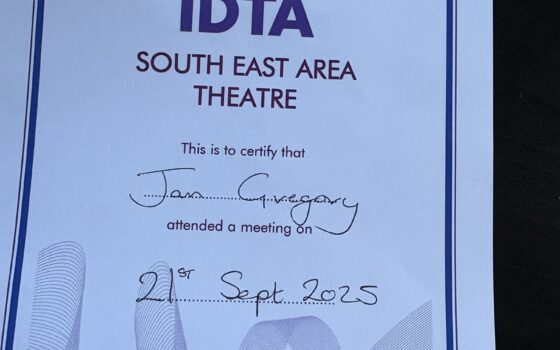 IDTA
SOUTH EAST AREA
THEATRE
This is to certify that
Jan Gregory
attended a meeting on
21ST Sept 2025